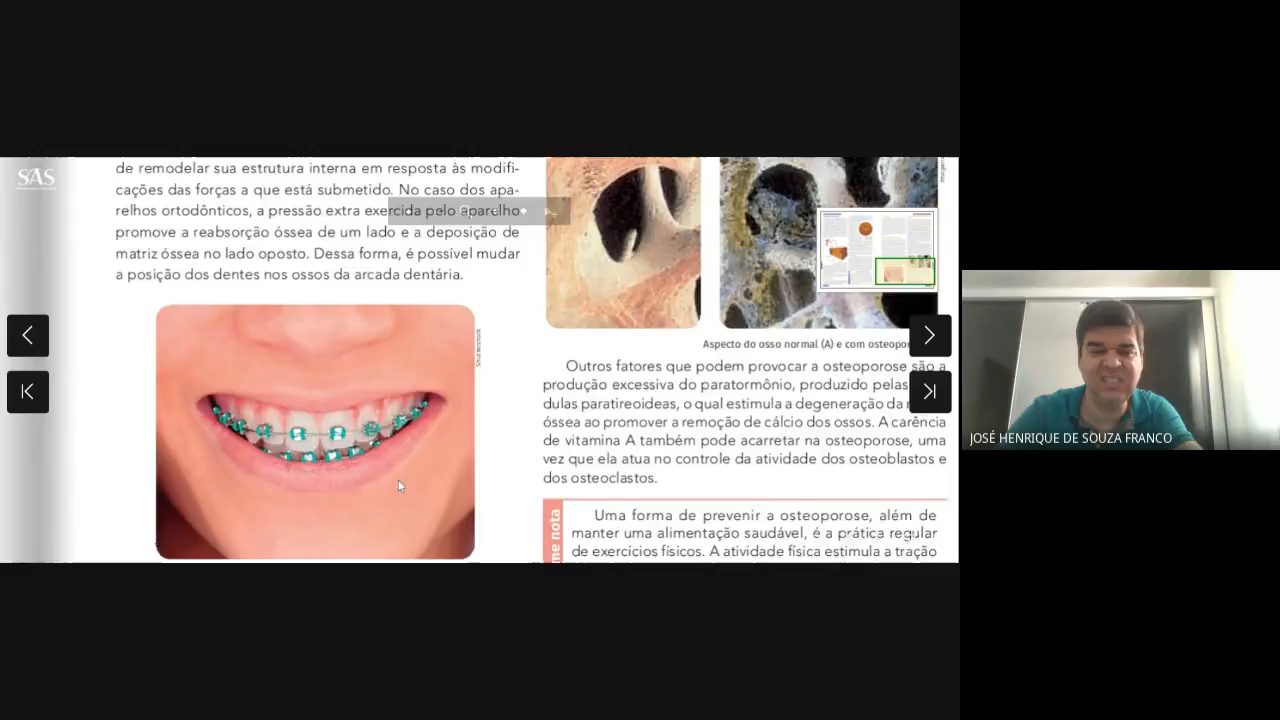 SAS
de remodelar sua estrutura interna em resposta às modifi-
cações das forças a que está submetido. No caso dos apa-
relhos ortodônticos, a pressão extra exercida pelo aparelho
promove a reabsorção óssea de um lado e a deposição de
matriz óssea no lado oposto. Dessa forma, é possível mudar
a posição dos dentes nos ossos da arcada dentária.
Shutterstock
Aspecto do osso normal (A) e com
Outros fatores que podem provocar a osteoporose são a
produção excessiva do paratormônio, produzido pelas
dulas paratireoideas, o qual estimula a degeneração da
óssea ao promover a remoção de cálcio dos ossos. A carência
de vitamina A também pode acarretar na osteoporose, uma
vez que ela atua no controle da atividade dos osteoblastos e
dos osteoclastos.
nota
Uma forma de prevenir a osteoporose, além de
manter uma alimentação saudável, é a prática regular
de exercícios físicos. A atividade física estimula a tração
JOSÉ HENRIQUE DE SOUZA FRANCO